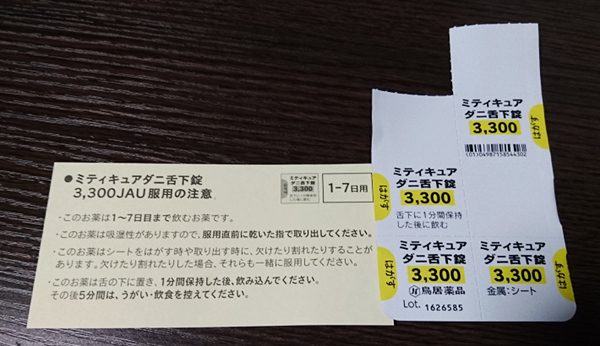 ●ミティキュアダニ舌下錠
3,300JAU服用の注意
ミティキュア
ダニ舌下錠
3,300
1-7日用
・このお薬は1〜7日目まで飲むお薬です。
・このお薬は吸湿性がありますので、服用直前に乾いた指で取り出してください。
・このお薬はシートをはがす時や取り出す時に、欠けたり割れたりすることが
あります。欠けたり割れたりした場合、それらも一緒に服用してください。
・このお薬は舌の下に置き、1分間保持した後、飲み込んでください。
その後5分間は、うがい・飲食を控えてください。
ミティキュア
ダニ舌下錠
3,300
はがす
(01)04987158544302
ミティキュア
ダニ舌下錠
3,300
はがす
舌下に1分間保持
した後に飲む
ミティキュア
ダニ舌下錠
3,300
はがす
鳥居薬品
Lot. 1626585
ミティキュア
ダニ舌下錠
3,300
はがす
金属:シート